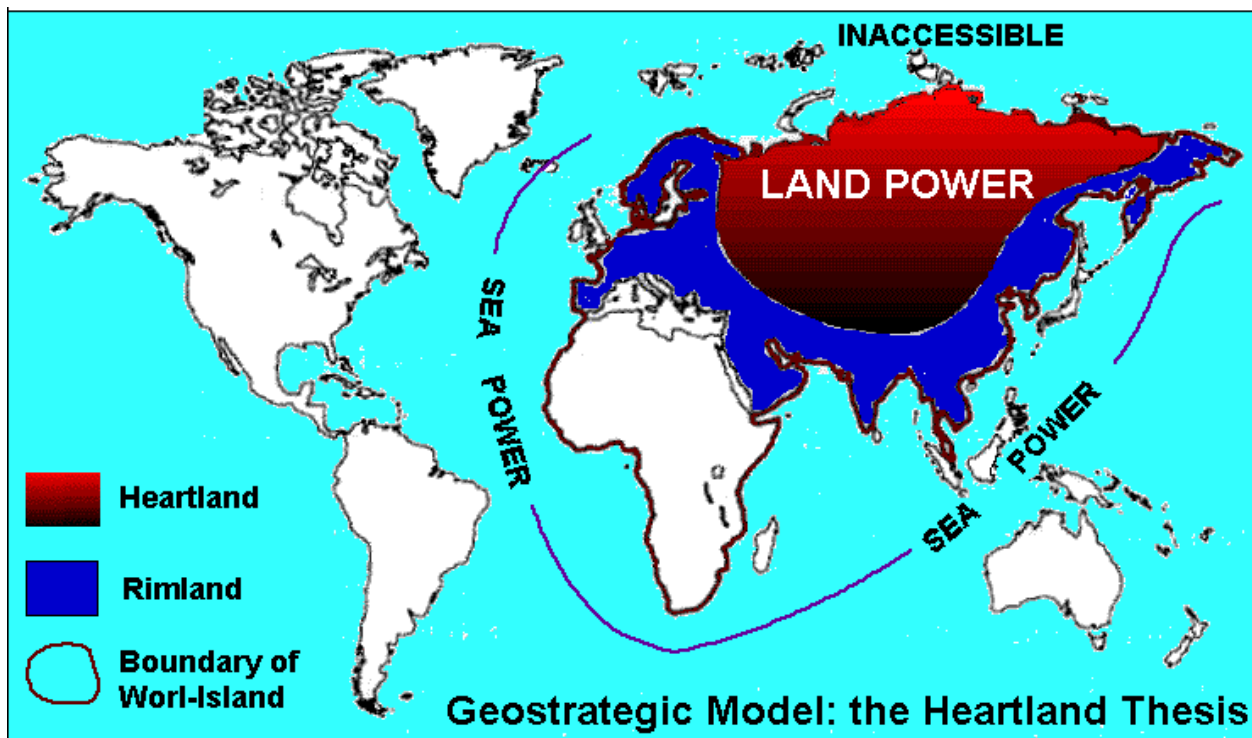 INACCESSIBLE
LAND POWER
SEA POWER
SEA POWER
Heartland
Rimland
Boundary of
Worl-Island
Geostrategic Model: the Heartland Thesis